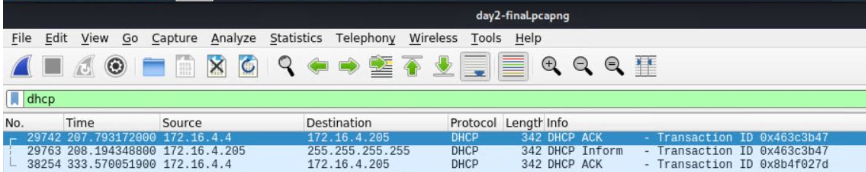 day2-final.pcapng
File Edit View Go Capture Analyze Statistics Telephony Wireless Tools Help
dhcp
No. Time Source Destination Protocol Length Info
29742 207.793172000 172.16.4.4 172.16.4.205 DHCP 342 DHCP ACK - Transaction ID 0x463c3b47
29763 208.194348800 172.16.4.205 255.255.255.255 DHCP 342 DHCP Inform - Transaction ID 0x463c3b47
38254 333.570051900 172.16.4.4 172.16.4.205 DHCP 342 DHCP ACK - Transaction ID 0x8b4f027d